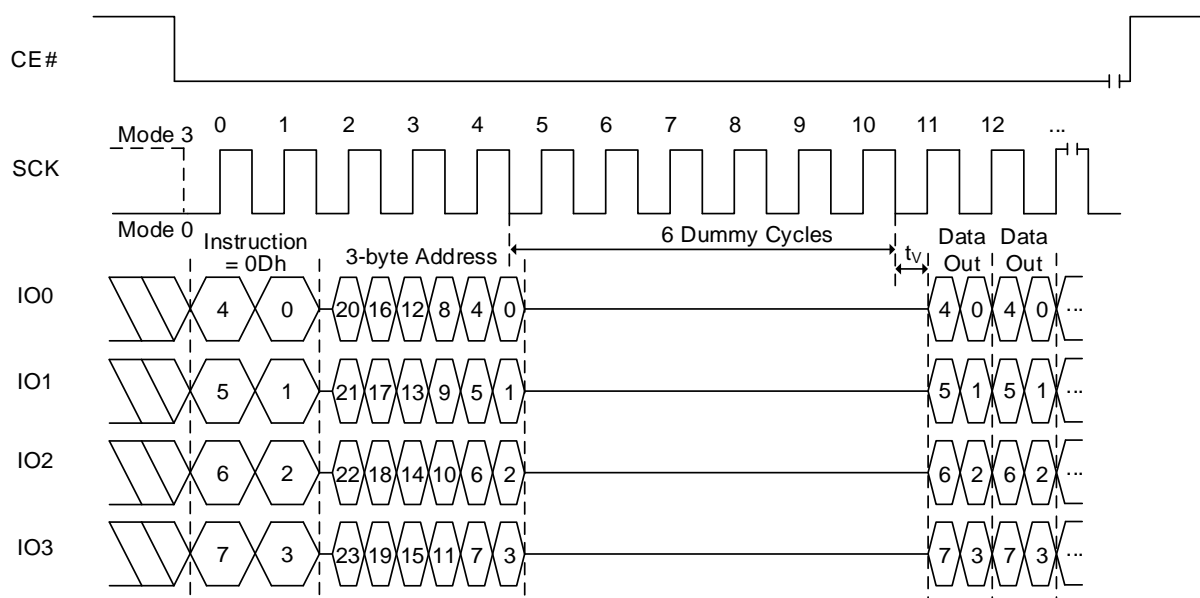 CE#
0 1 2 3 4 5 6 7 8 9 10 11 12 ...
Mode 3
SCK
Mode 0
Instruction
= 0Dh
3-byte Address
6 Dummy Cycles
tV
Data
Out
Data
Out
IO0 4 0 20 16 12 8 4 0 4 0 4 0 ...
IO1 5 1 21 17 13 9 5 1 5 1 5 1 ...
IO2 6 2 22 18 14 10 6 2 6 2 6 2 ...
IO3 7 3 23 19 15 11 7 3 7 3 7 3 ...